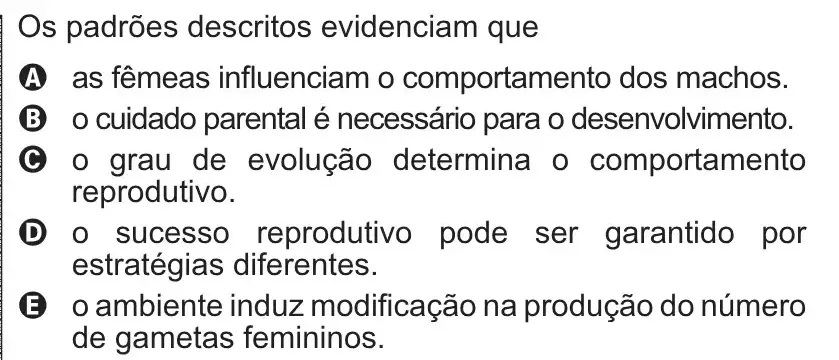 Os padrões descritos evidenciam que
A as fêmeas influenciam o comportamento dos machos.
B o cuidado parental é necessário para o desenvolvimento.
C o grau de evolução determina o comportamento
reprodutivo.
D o sucesso reprodutivo pode ser garantido por
estratégias diferentes.
E o ambiente induz modificação na produção do número
de gametas femininos.